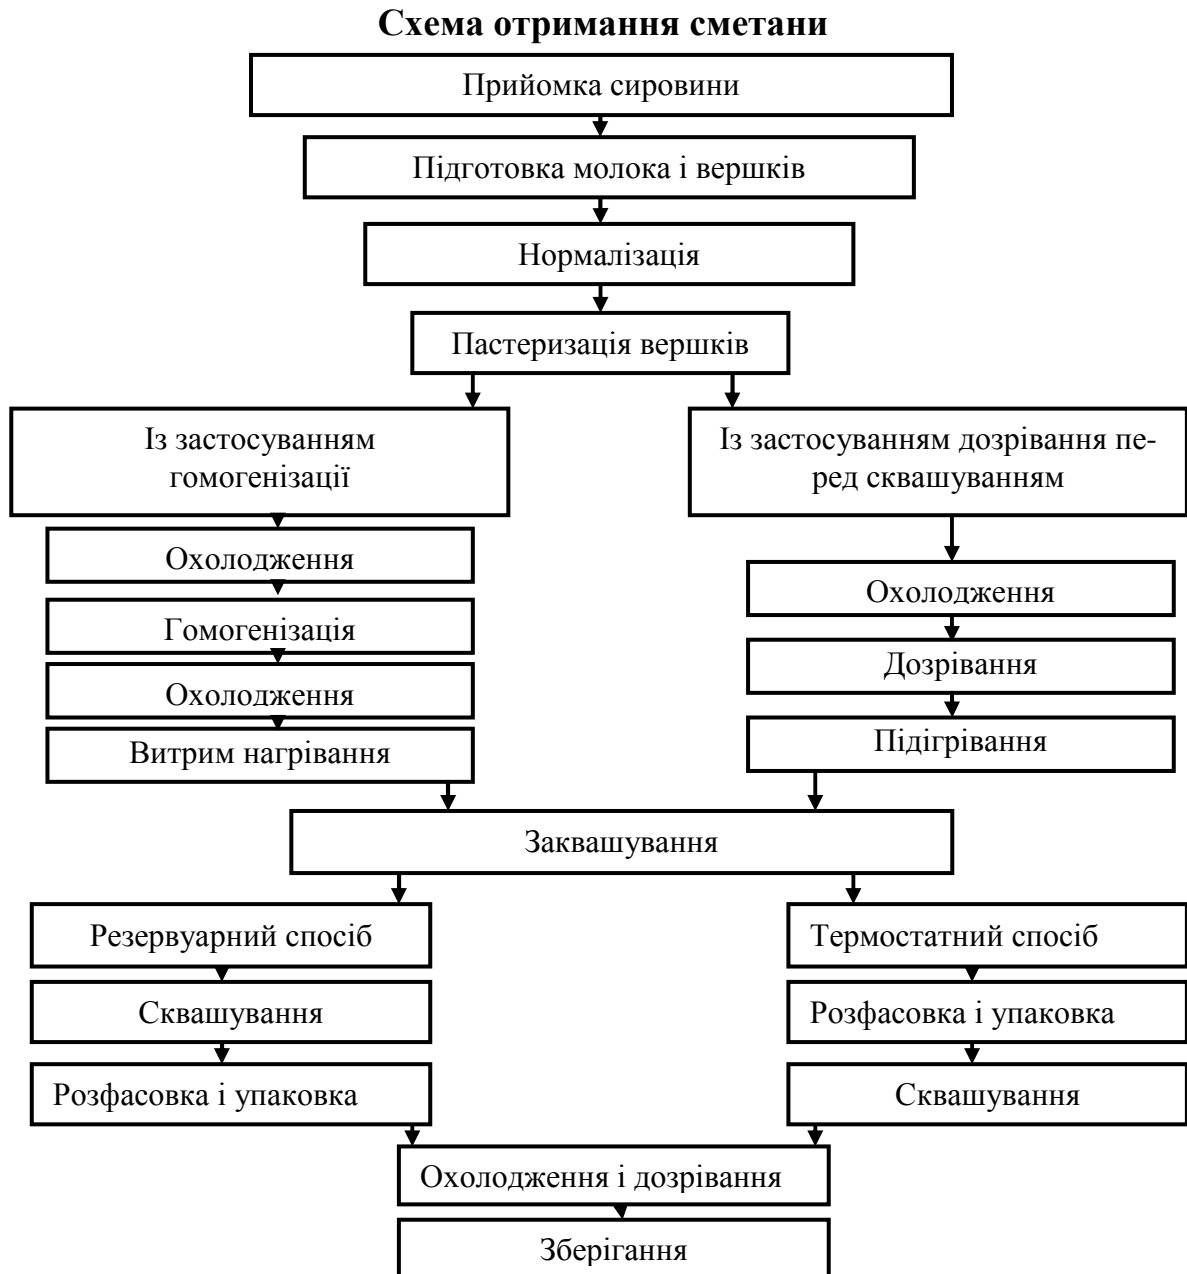 Схема отримання сметани
Прийомка сировини
Підготовка молока і вершків
Нормалізація
Пастеризація вершків
Із застосуванням
гомогенізації
Охолодження
Гомогенізація
Охолодження
Витрим нагрівання
Із застосуванням дозрівання пе-
ред сквашуванням
Охолодження
Дозрівання
Підігрівання
Заквашування
Резервуарний спосіб
Сквашування
Розфасовка і упаковка
Термостатний спосіб
Розфасовка і упаковка
Сквашування
Охолодження і дозрівання
Зберігання